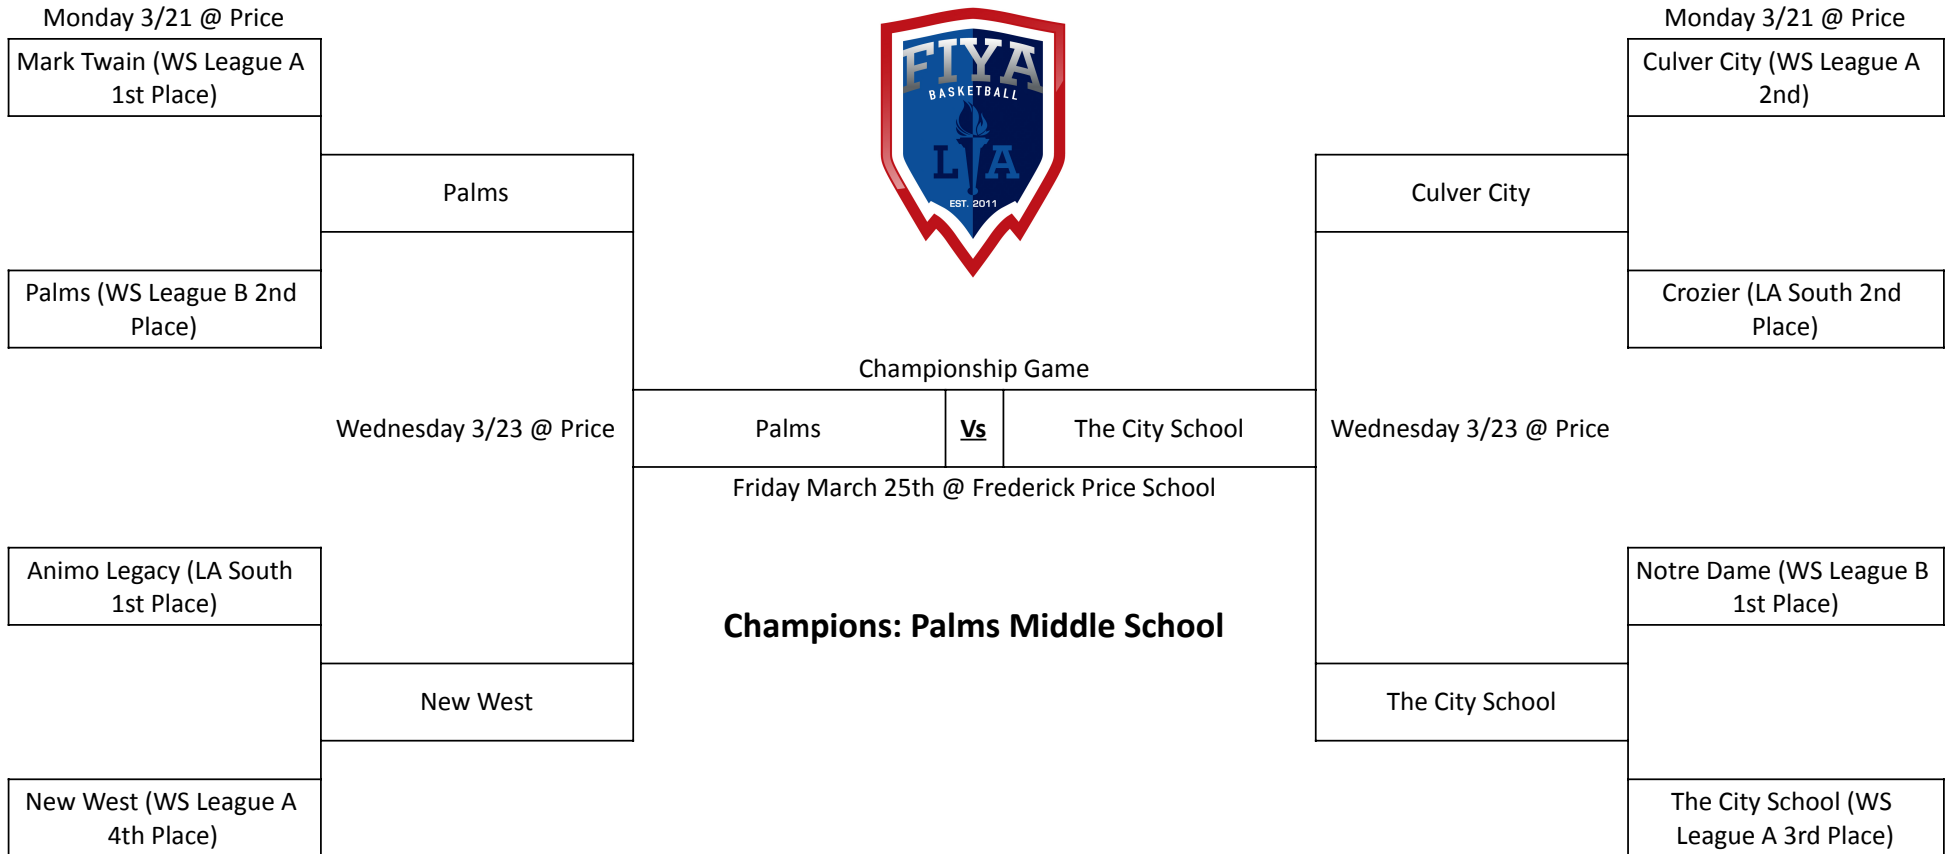 Monday 3/21 @ Price
Monday 3/21 @ Price
Mark Twain (WS League A
1st Place)
FIYA
BASKETBALL
L A
EST. 2011
Culver City (WS League A
2nd)
Palms
Culver City
Palms (WS League B 2nd
Place)
Crozier (LA South 2nd
Place)
Championship Game
Wednesday 3/23 @ Price
Palms
Vs
The City School
Wednesday 3/23 @ Price
Friday March 25th @ Frederick Price School
Animo Legacy (LA South
1st Place)
Notre Dame (WS League B
1st Place)
Champions: Palms Middle School
New West
The City School
New West (WS League A
4th Place)
The City School (WS
League A 3rd Place)